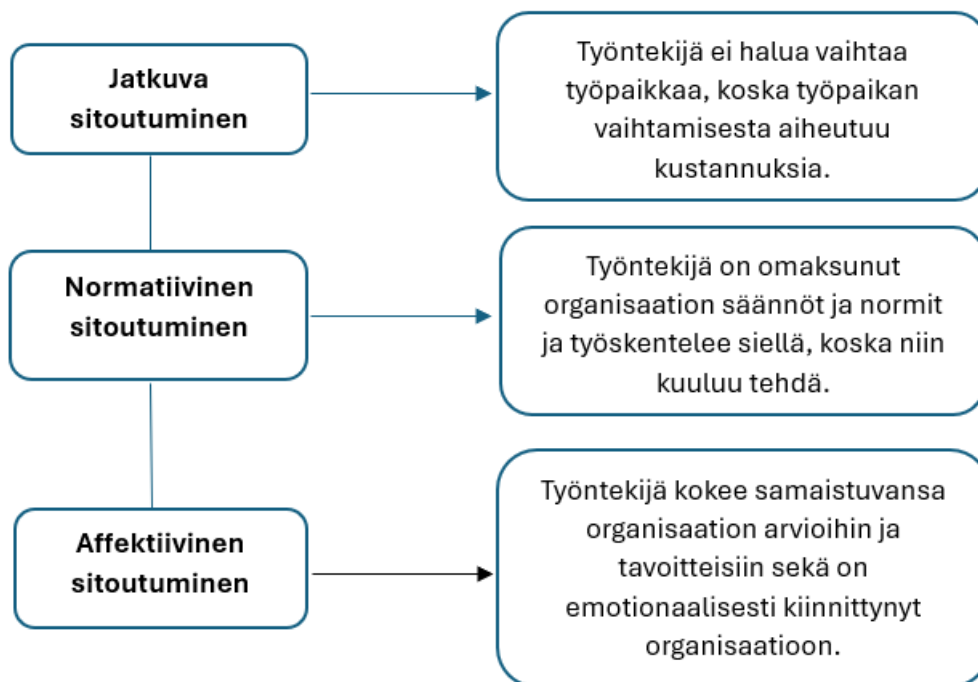 Jatkuva
sitoutuminen
Työntekijä ei halua vaihtaa
työpaikkaa, koska työpaikan
vaihtamisesta aiheutuu
kustannuksia.
Normatiivinen
sitoutuminen
Työntekijä on omaksunut
organisaation säännöt ja normit
ja työskentelee siellä, koska niin
kuuluu tehdä.
Affektiivinen
sitoutuminen
Työntekijä kokee samaistuvansa
organisaation arvioihin ja
tavoitteisiin sekä on
emotionaalisesti kiinnittynyt
organisaatioon.